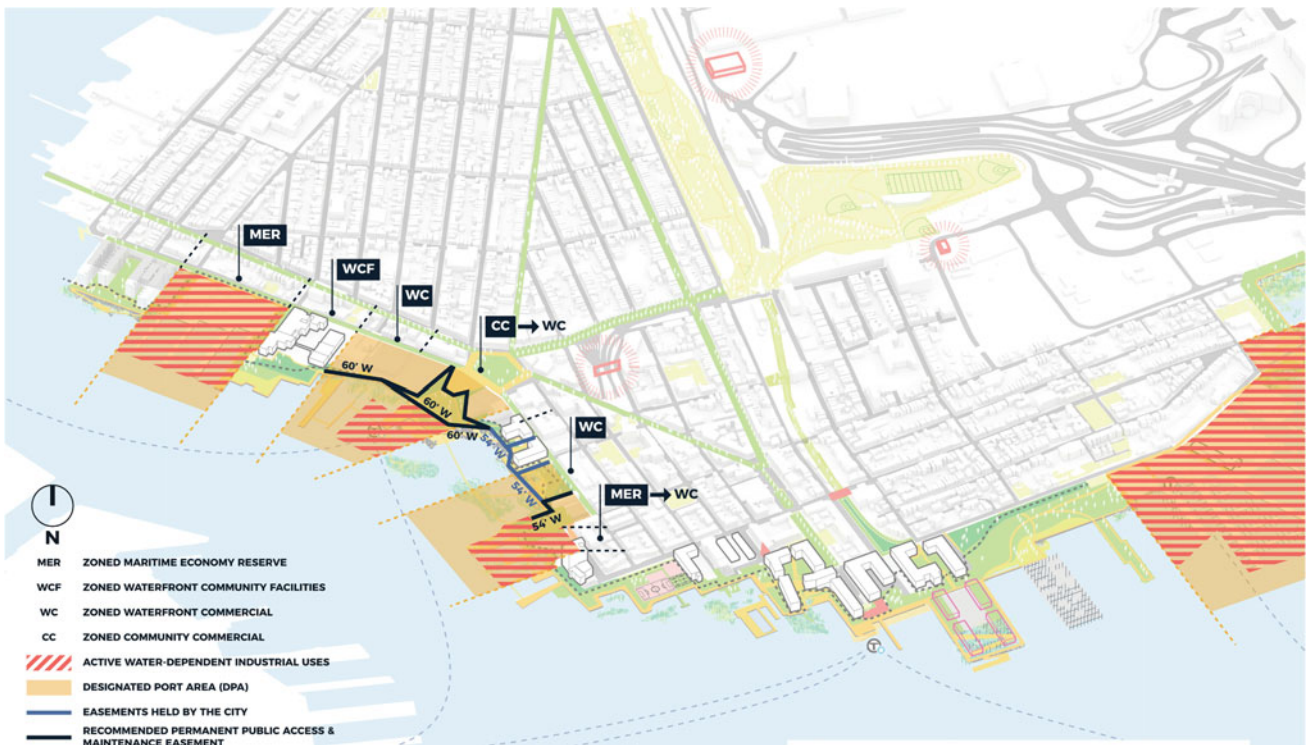 MER
WCF
WC
CC → WC
60' W
60' W
60' W
54' W
WC
54' W
MER → WC
54' W
N
MER ZONED MARITIME ECONOMY RESERVE
WCF ZONED WATERFRONT COMMUNITY FACILITIES
WC ZONED WATERFRONT COMMERCIAL
CC ZONED COMMUNITY COMMERCIAL
ACTIVE WATER-DEPENDENT INDUSTRIAL USES
DESIGNATED PORT AREA (DPA)
EASEMENTS HELD BY THE CITY
RECOMMENDED PERMANENT PUBLIC ACCESS &
MAINTENANCE EASEMENT
T